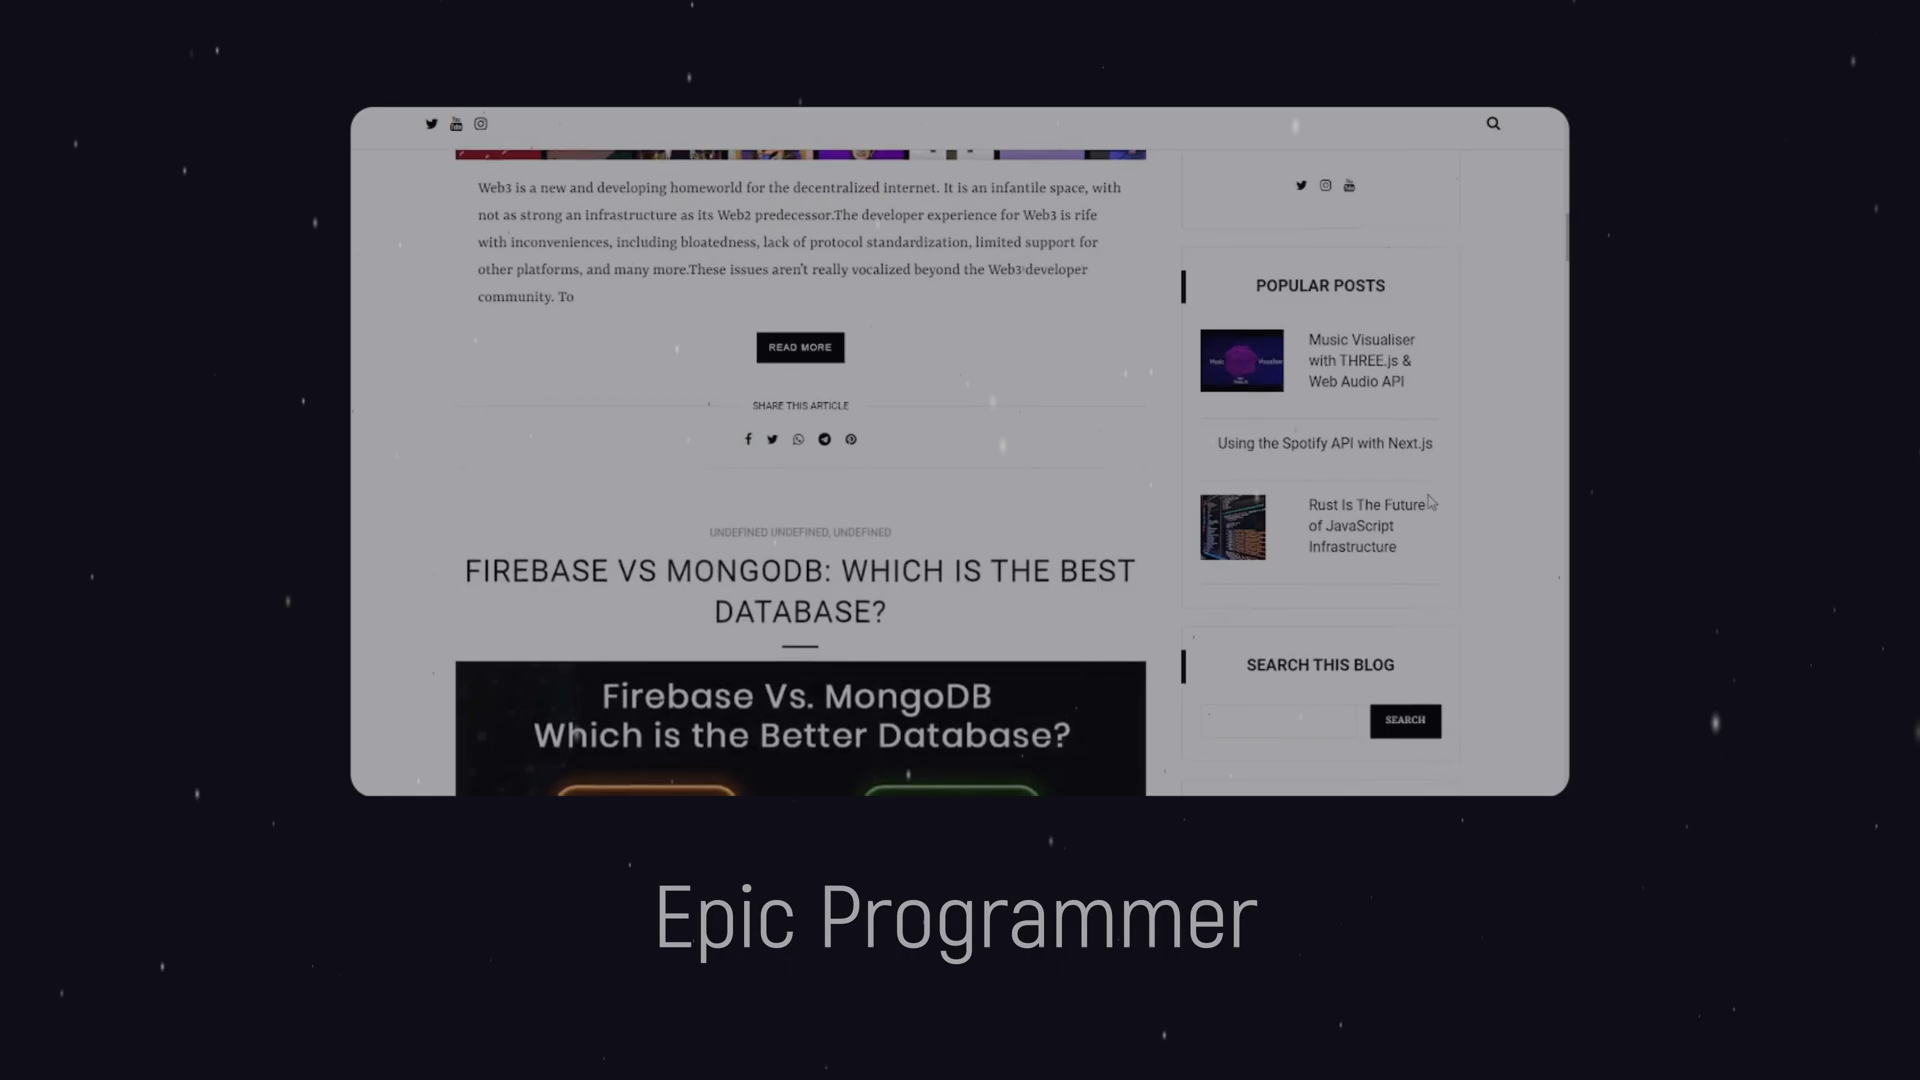 Web3 is a new and developing homeworld for the decentralized internet. It is an infantile space, with
not as strong an infrastructure as its Web2 predecessor.The developer experience for Web3 is rife
with inconveniences, including bloatedness, lack of protocol standardization, limited support for
other platforms, and many more.These issues aren't really vocalized beyond the Web3 developer
community. To
READ MORE
SHARE THIS ARTICLE
UNDEFINED UNDEFINED, UNDEFINED
FIREBASE VS MONGODB: WHICH IS THE BEST
DATABASE?
Firebase Vs. MongoDB
Which is the Better Database?
POPULAR POSTS
Music Visualiser
with THREE.js &
Web Audio API
Using the Spotify API with Next.js
Rust Is The Future
of JavaScript
Infrastructure
SEARCH THIS BLOG
SEARCH
Epic Programmer